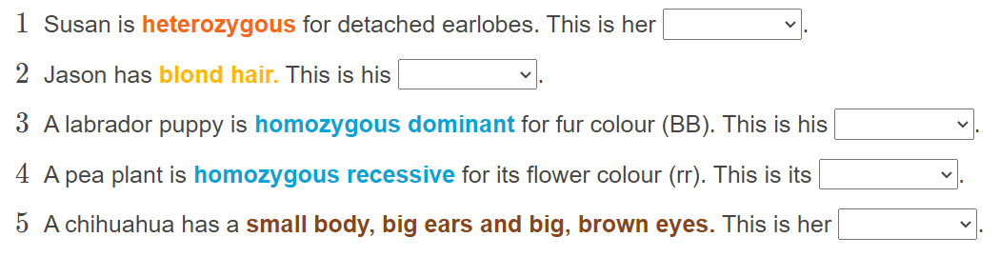 1 Susan is heterozygous for detached earlobes. This is her .
2 Jason has blond hair. This is his .
3 A labrador puppy is homozygous dominant for fur colour (BB). This is his .
4 A pea plant is homozygous recessive for its flower colour (rr). This is its .
5 A chihuahua has a small body, big ears and big, brown eyes. This is her .